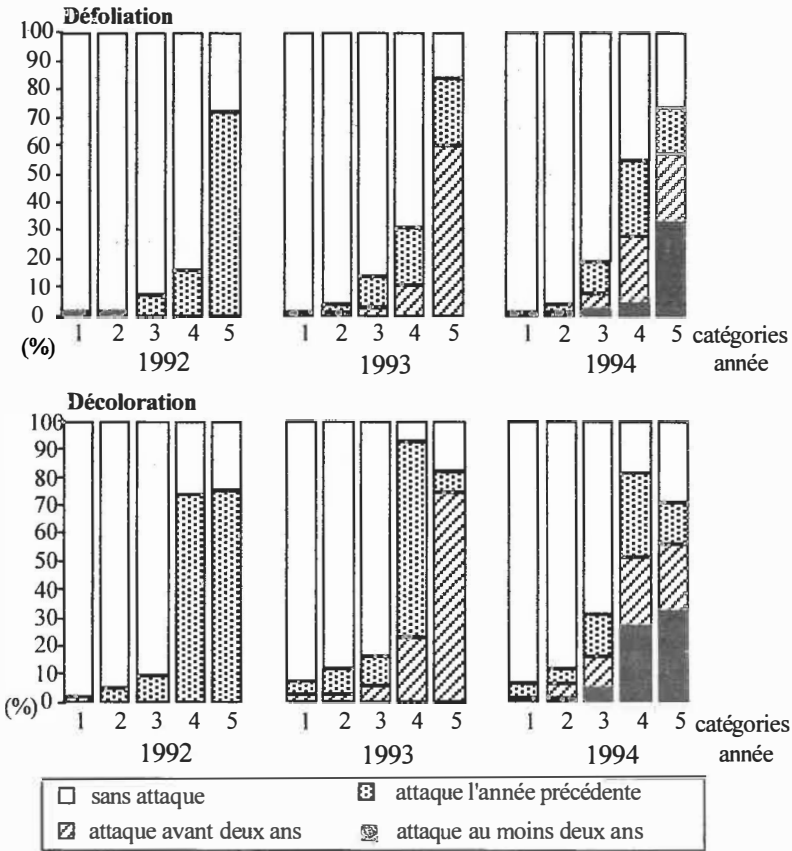 Défoliation
100
90
80
70
60
50
40
30
20
10
0
(%)
1 2 3 4 5 1 2 3 4 5 1 2 3 4 5 catégories
1992 1993 1994 année
Décoloration
100
90
80
70
60
50
40
30
20
10
(%) 0
1 2 3 4 5 1 2 3 4 5 1 2 3 4 5 catégories
1992 1993 1994 année
sans attaque attaque l'année précédente
attaque avant deux ans attaque au moins deux ans